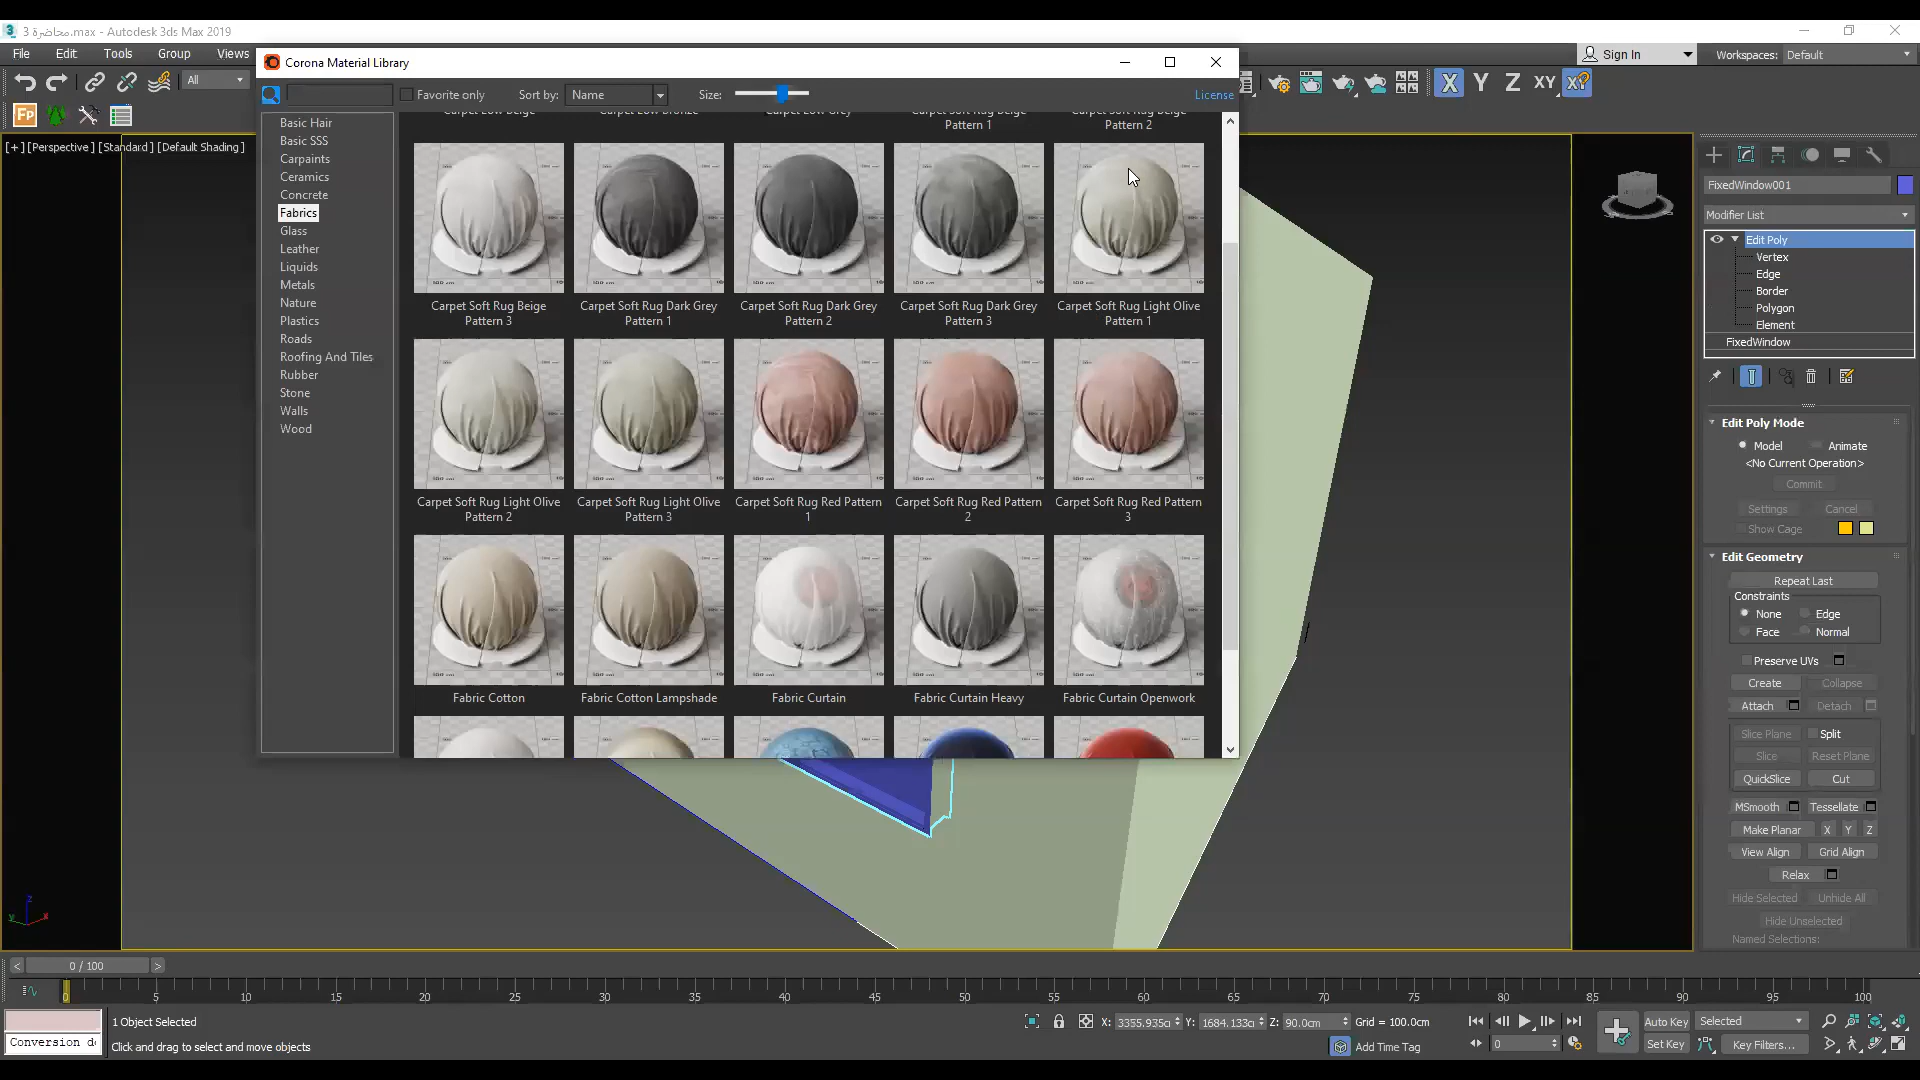 محاضرة 3.max - Autodesk 3ds Max 2019
File Edit Tools Group Views
Sign In
Workspaces: Default
Corona Material Library
Favorite only
Sort by: Name
Size:
License
All
X Y Z XY
Fp
[+] [Perspective] [Standard] [Default Shading]
Basic Hair
Basic SSS
Carpaints
Ceramics
Concrete
Fabrics
Glass
Leather
Liquids
Metals
Nature
Plastics
Roads
Roofing And Tiles
Rubber
Stone
Walls
Wood
Pattern 1
Pattern 2
Carpet Soft Rug Beige Pattern 3
Carpet Soft Rug Dark Grey Pattern 1
Carpet Soft Rug Dark Grey Pattern 2
Carpet Soft Rug Dark Grey Pattern 3
Carpet Soft Rug Light Olive Pattern 1
Carpet Soft Rug Light Olive Pattern 2
Carpet Soft Rug Light Olive Pattern 3
Carpet Soft Rug Red Pattern 1
Carpet Soft Rug Red Pattern 2
Carpet Soft Rug Red Pattern 3
Fabric Cotton
Fabric Cotton Lampshade
Fabric Curtain
Fabric Curtain Heavy
Fabric Curtain Openwork
FixedWindow001
Modifier List
Edit Poly
Vertex
Edge
Border
Polygon
Element
FixedWindow
Edit Poly Mode
Model Animate
<No Current Operation>
Commit
Settings Cancel
Show Cage
Edit Geometry
Repeat Last
Constraints
None Edge
Face Normal
Preserve UVs
Create Collapse
Attach Detach
Slice Plane Split
Slice Reset Plane
QuickSlice Cut
MSmooth Tessellate
Make Planar X Y Z
View Align Grid Align
Relax
Hide Selected Unhide All
Hide Unselected
Named Selections:
< 0 / 100 >
0 5 10 15 20 25 30 35 40 45 50 55 60 65 70 75 80 85 90 95 100
1 Object Selected
X: 3355.935c Y: 1684.133c Z: 90.0cm Grid = 100.0cm
Auto Key Selected
Conversion d
Click and drag to select and move objects
Add Time Tag
0
Set Key Key Filters...